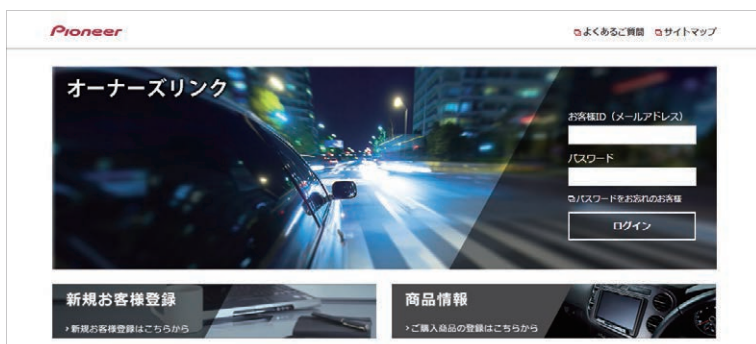 Pioneer
よくあるご質問 サイトマップ
オーナーズリンク
お客様ID（メールアドレス）
パスワード
パスワードをお忘れのお客様
ログイン
新規お客様登録
>新規お客様登録はこちらから
商品情報
>ご購入商品の登録はこちらから